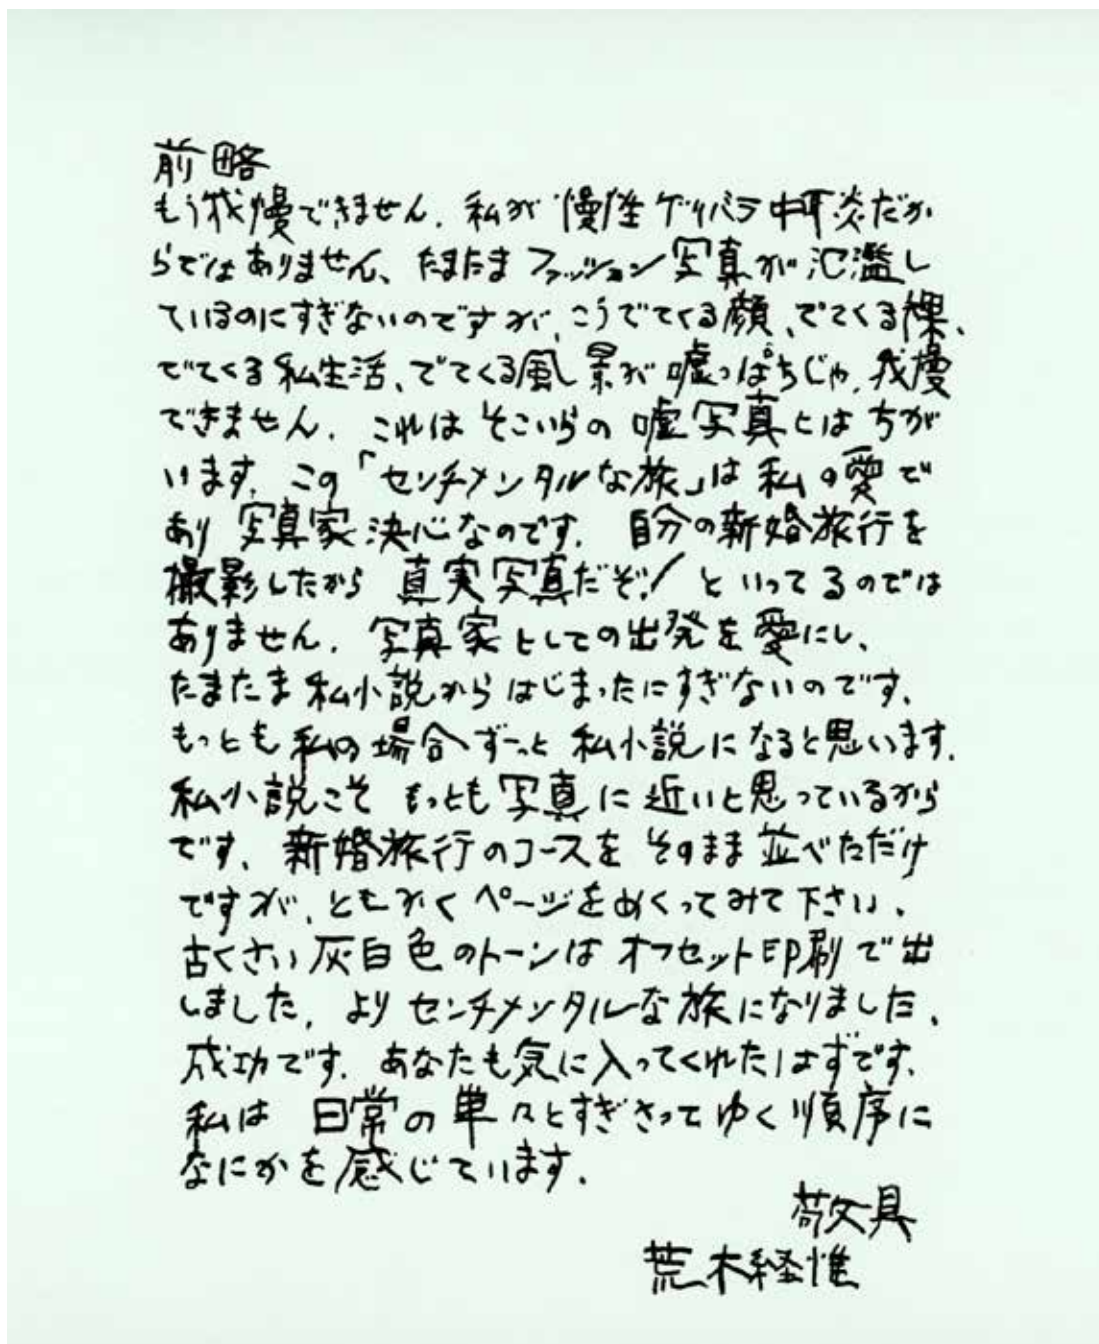 前略
もう我慢できません。私が慢性ゲリバラ中耳炎だか
らではありません、たまたまファッション写真が氾濫し
ているのにすぎないのですが、こうでてくる顔、でてくる裸、
でてくる私生活、でてくる風景が嘘っぱちじゃ、我慢
できません。これはそこいらの嘘写真とはちが
います。この「センチメンタルな旅」は私の愛で
あり写真家決心なのです。自分の新婚旅行を
撮影したから真実写真だぞ!といってるのでは
ありません。写真家としての出発を愛にし、
たまたま私小説からはじまったにすぎないのです。
もっとも私の場合ずーっと私小説になると思います。
私小説こそもっとも写真に近いと思っているから
です。新婚旅行のコースをそのまま並べただけ
ですが、ともかくページをめくってみて下さい。
古くさい灰白色のトーンはオフセット印刷で出
しました。よりセンチメンタルな旅になりました。
成功です。あなたも気に入ってくれたはずです。
私は日常の単々とすぎさってゆく順序に
なにかを感じています。
敬具
荒木経惟